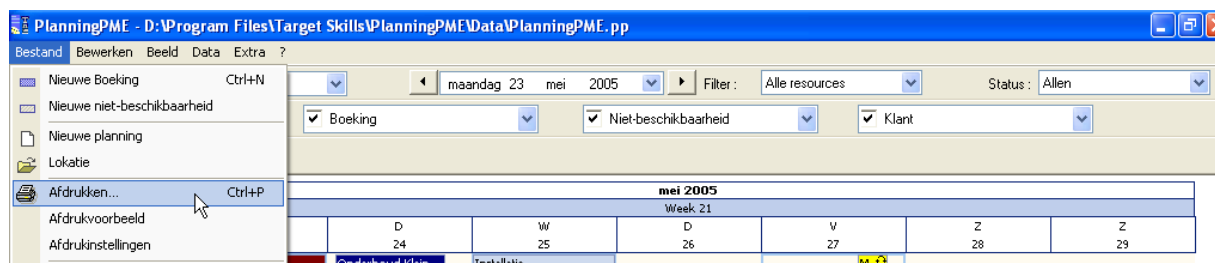 PlanningPME - D:\Program Files\Target Skills\PlanningPME\Data\PlanningPME.pp
Bestand Bewerken Beeld Data Extra ?
Nieuwe Boeking Ctrl+N
Nieuwe niet-beschikbaarheid
Nieuwe planning
Lokatie
Afdrukken... Ctrl+P
Afdrukvoorbeeld
Afdrukinstellingen
maandag 23 mei 2005 Filter : Alle resources Status : Allen
Boeking Niet-beschikbaarheid Klant
mei 2005
Week 21
D W D V Z Z
24 25 26 27 28 29
Onderhoud Klein Installatie M